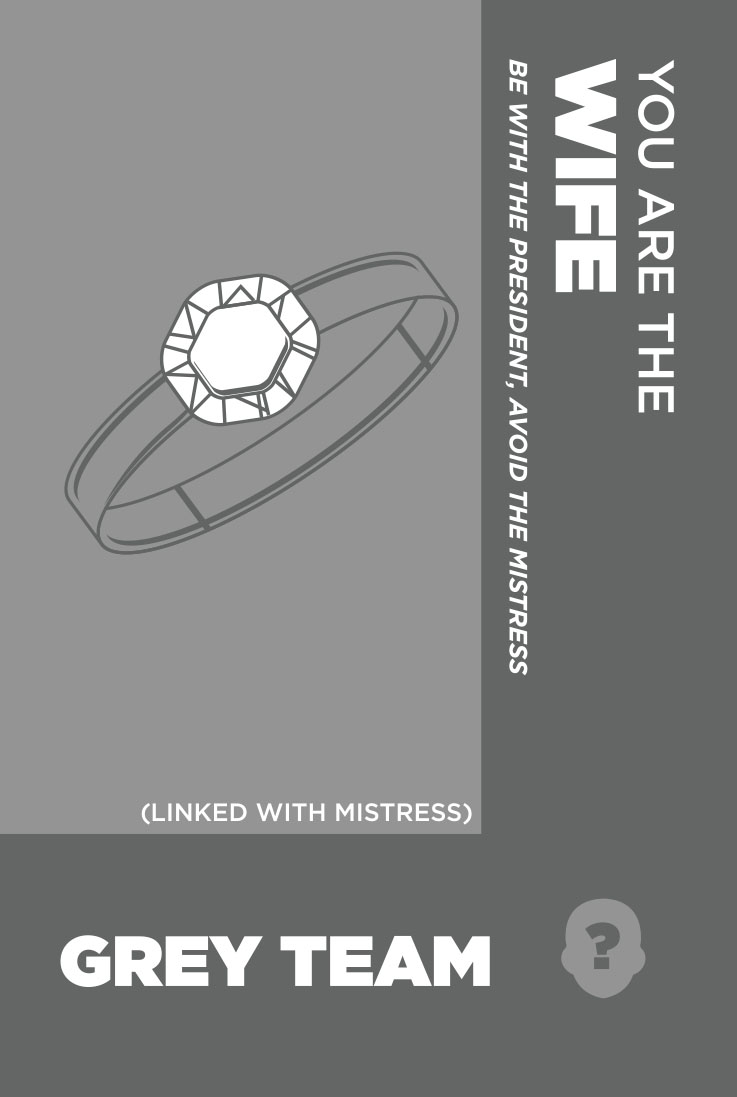 YOU ARE THE
WIFE
BE WITH THE PRESIDENT, AVOID THE MISTRESS
(LINKED WITH MISTRESS)
GREY TEAM
?